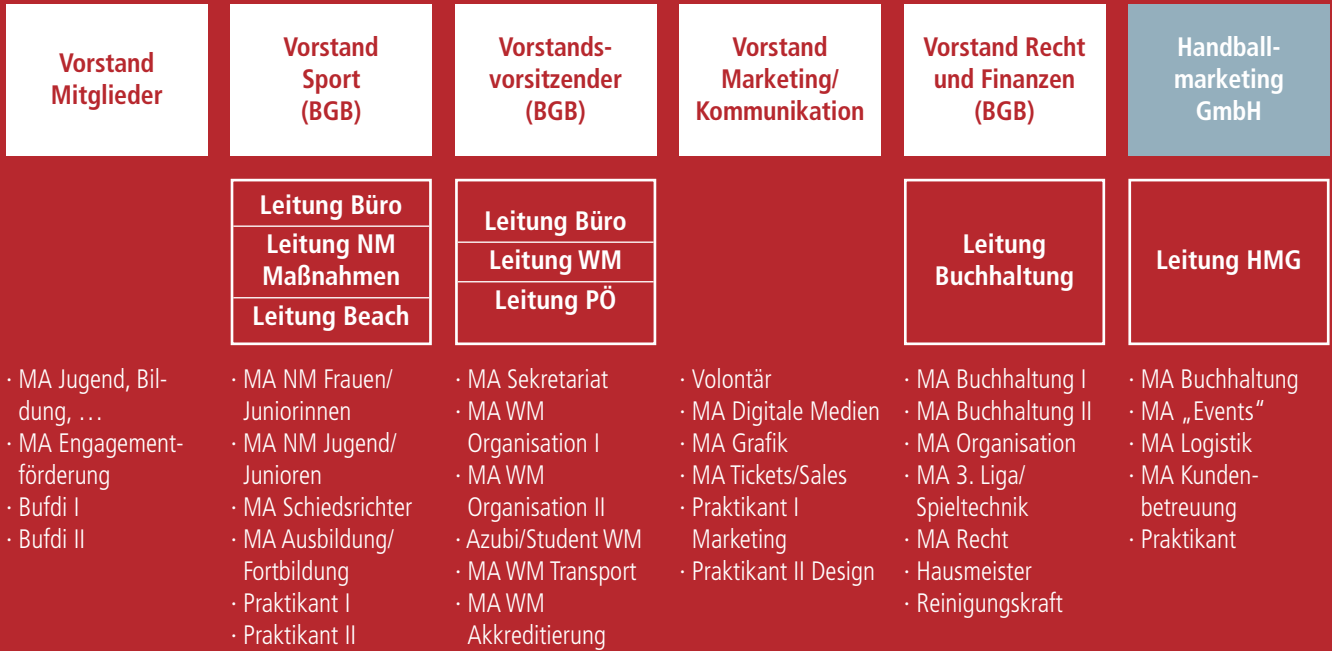 Vorstand
Mitglieder
Vorstand
Sport
(BGB)
Vorstands-
vorsitzender
(BGB)
Vorstand
Marketing/
Kommunikation
Vorstand Recht
und Finanzen
(BGB)
Handball-
marketing
GmbH
Leitung Büro
Leitung NM
Maßnahmen
Leitung Beach
Leitung Büro
Leitung WM
Leitung PÖ
Leitung
Buchhaltung
Leitung HMG
· MA Jugend, Bil-
dung, …
· MA Engagement-
förderung
· Bufdi I
· Bufdi II
· MA NM Frauen/
Juniorinnen
· MA NM Jugend/
Junioren
· MA Schiedsrichter
· MA Ausbildung/
Fortbildung
· Praktikant I
· Praktikant II
· MA Sekretariat
· MA WM
Organisation I
· MA WM
Organisation II
· Azubi/Student WM
· MA WM Transport
· MA WM
Akkreditierung
· Volontär
· MA Digitale Medien
· MA Grafik
· MA Tickets/Sales
· Praktikant I
Marketing
· Praktikant II Design
· MA Buchhaltung I
· MA Buchhaltung II
· MA Organisation
· MA 3. Liga/
Spieltechnik
· MA Recht
· Hausmeister
· Reinigungskraft
· MA Buchhaltung
· MA „Events“
· MA Logistik
· MA Kunden-
betreuung
· Praktikant